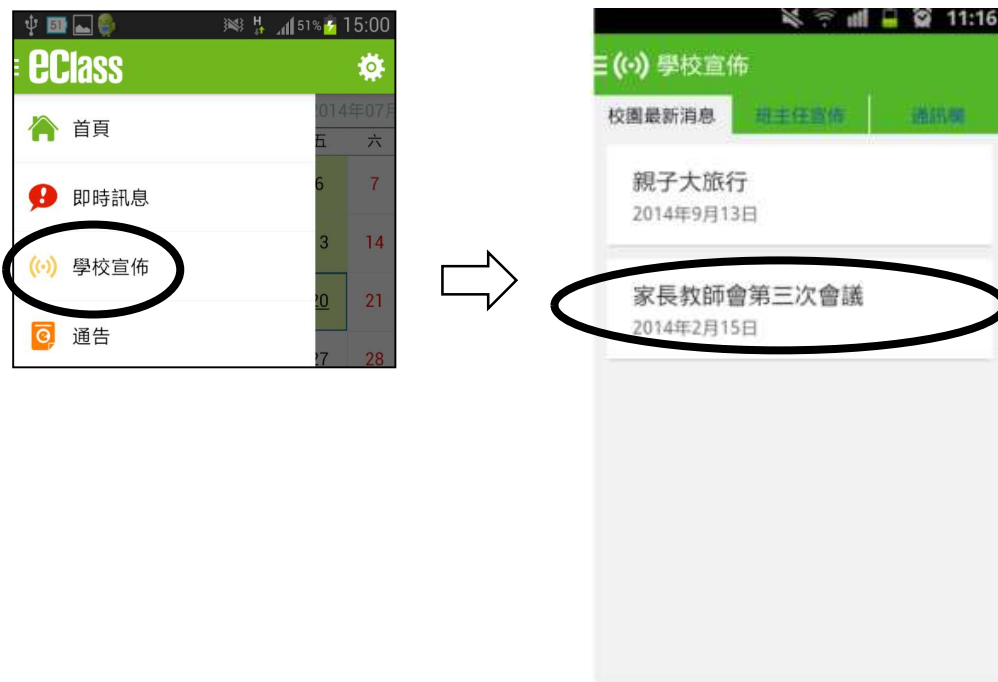 51
51%
15:00
eClass
2014年07月
首頁
五 六
6 7
即時訊息
3 14
學校宣佈
20 21
通告
27 28
11:16
學校宣佈
校園最新消息 班主任宣佈 通訊欄
親子大旅行
2014年9月13日
家長教師會第三次會議
2014年2月15日